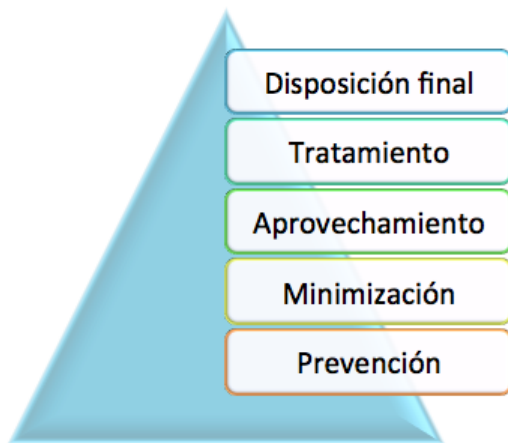 Disposición final
Tratamiento
Aprovechamiento
Minimización
Prevención